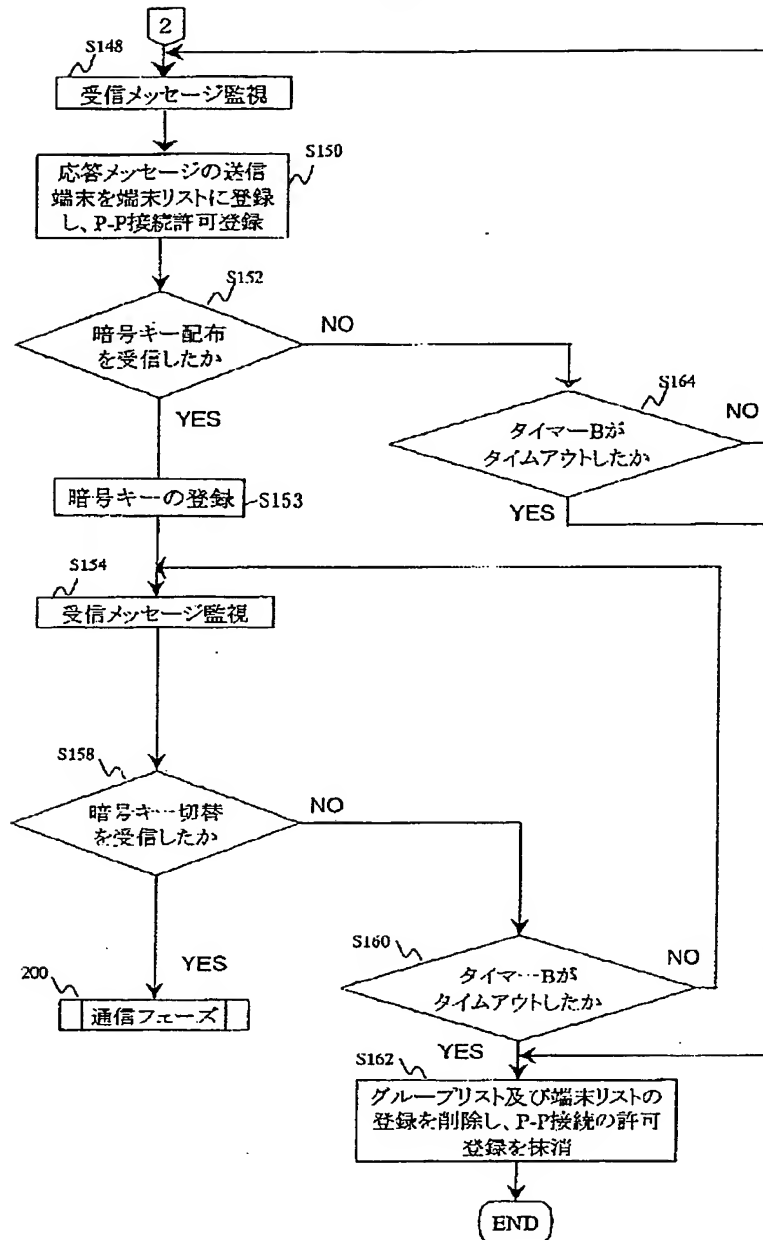 2
S148
受信メッセージ監視
S150
応答メッセージの送信
端末を端末リストに登録
し、P-P接続許可登録
S152
暗号キー配布
を受信したか
NO
YES
S164
タイマーBが
タイムアウトしたか
NO
YES
暗号キーの登録
S153
S154
受信メッセージ監視
S158
暗号キー切替
を受信したか
NO
YES
200
通信フェーズ
S160
タイマーBが
タイムアウトしたか
NO
YES
S162
グループリスト及び端末リストの
登録を削除し、P-P接続の許可
登録を抹消
END